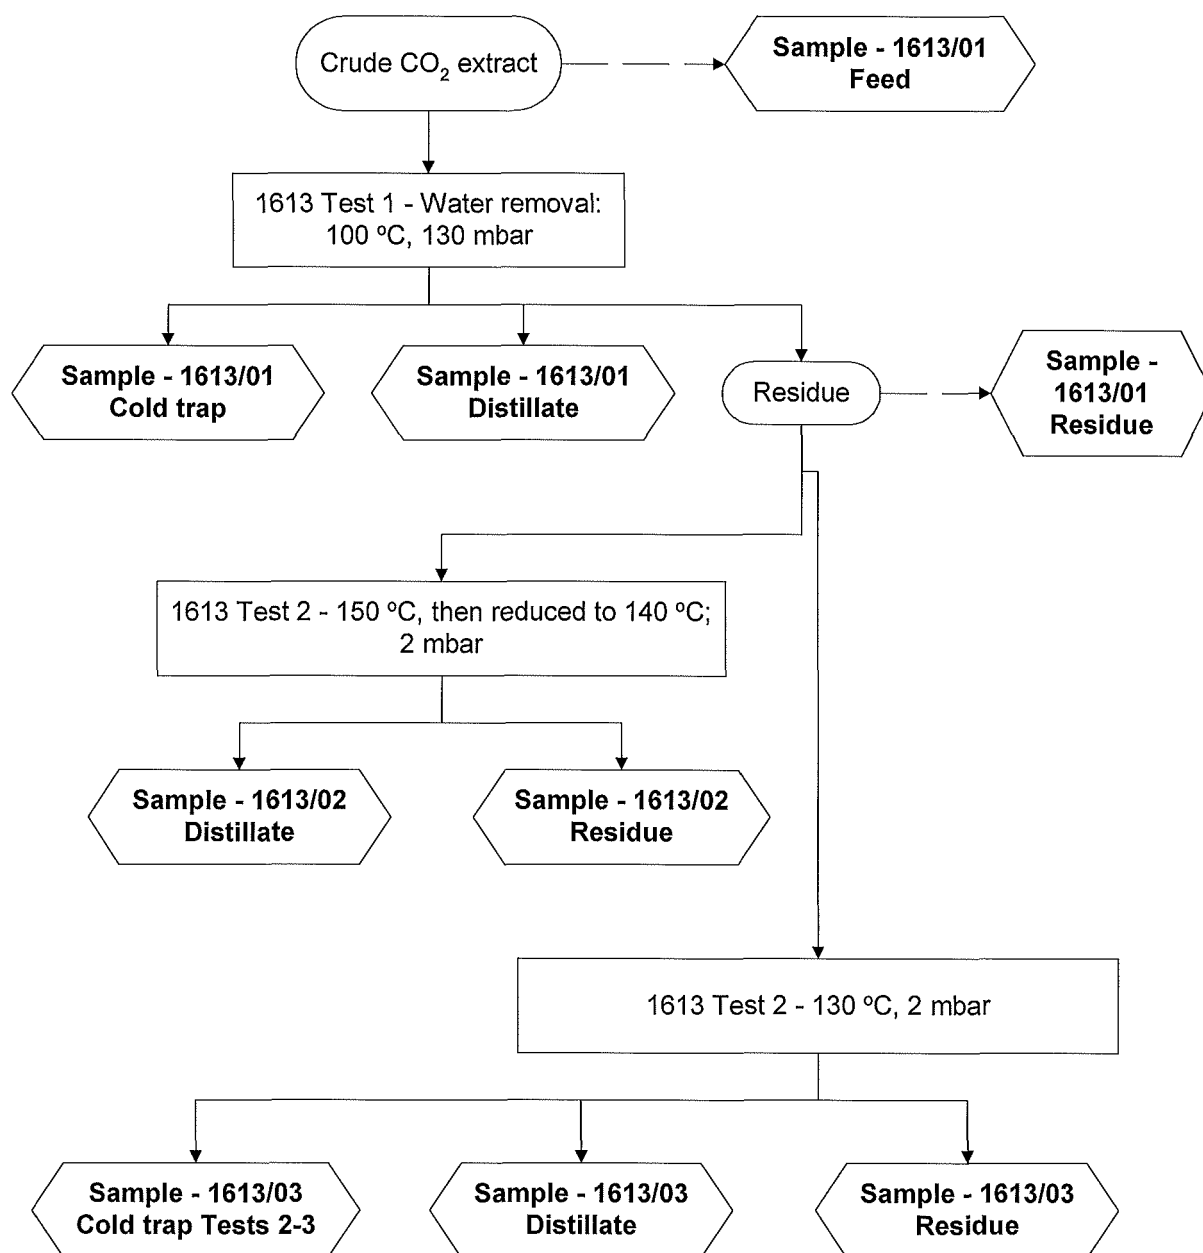 Crude CO₂ extract
Sample - 1613/01
Feed
1613 Test 1 - Water removal:
100 ºC, 130 mbar
Sample - 1613/01
Cold trap
Sample - 1613/01
Distillate
Residue
Sample -
1613/01
Residue
1613 Test 2 - 150 ºC, then reduced to 140 ºC;
2 mbar
Sample - 1613/02
Distillate
Sample - 1613/02
Residue
1613 Test 2 - 130 ºC, 2 mbar
Sample - 1613/03
Cold trap Tests 2-3
Sample - 1613/03
Distillate
Sample - 1613/03
Residue